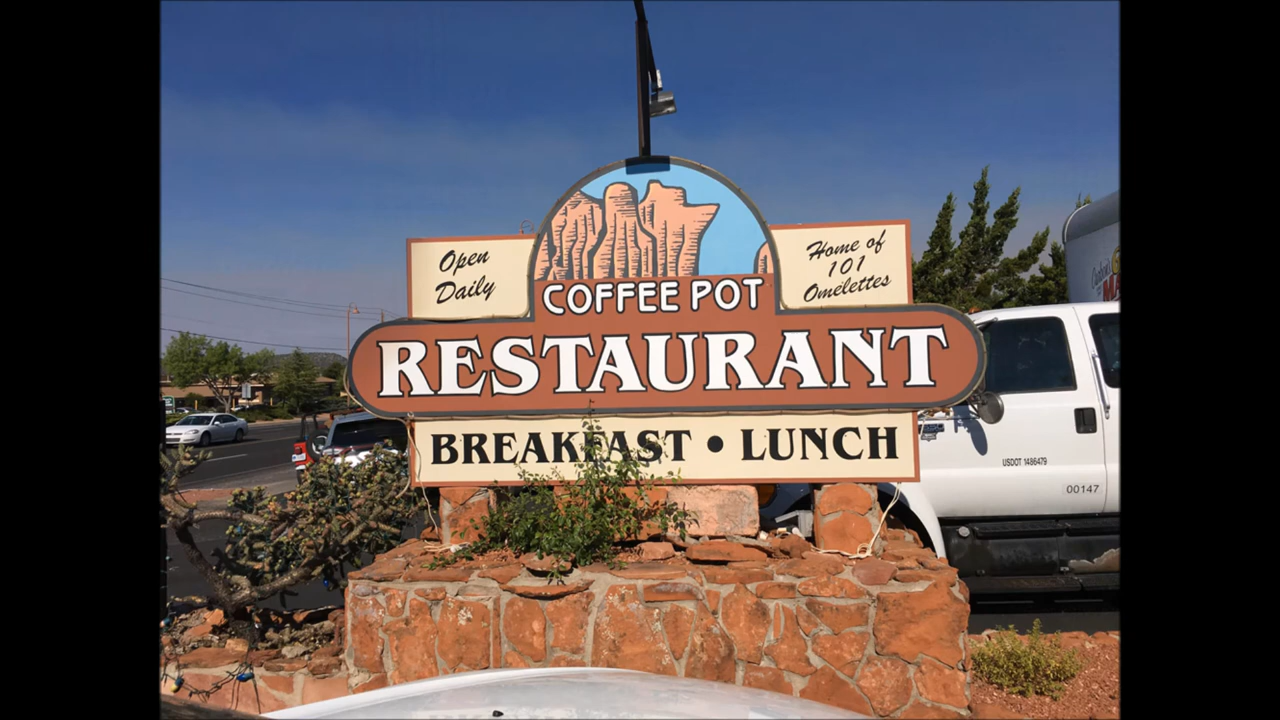 Open
Daily
Home of
101
Omelettes
COFFEE POT
RESTAURANT
BREAKFAST • LUNCH
USDOT 1486479
00147